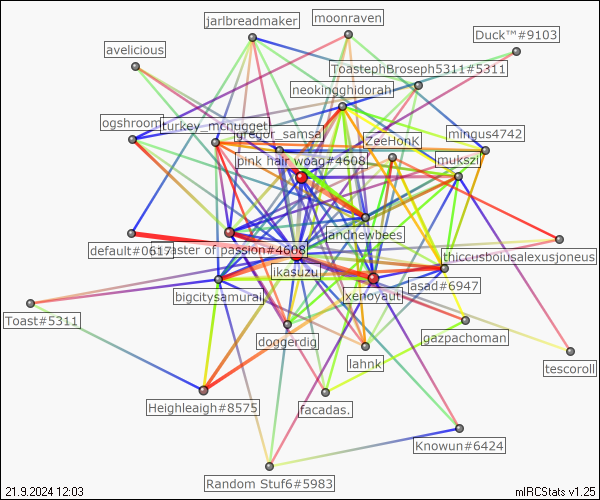 jarlbreadmaker
moonraven
Duck™#9103
avelicious
ToastephBroseph5311#5311
neokingghidorah
ogshroom
turkey_mcnugget
gregor_samsa
ZeeHonK
mingus4742
pink hair woag#4608
mukszi
jandnewbees
default#0617
master of passion#4608
thiccusboiusalexusjoneus
ikasuzu
bigcitysamurai
xenoyaut
asad#6947
Toast#5311
doggerdig
gazpachoman
lahnk
tescoroll
Heighleaigh#8575
facadas.
Knowun#6424
Random Stuf6#5983
21.9.2024 12:03
mIRCStats v1.25